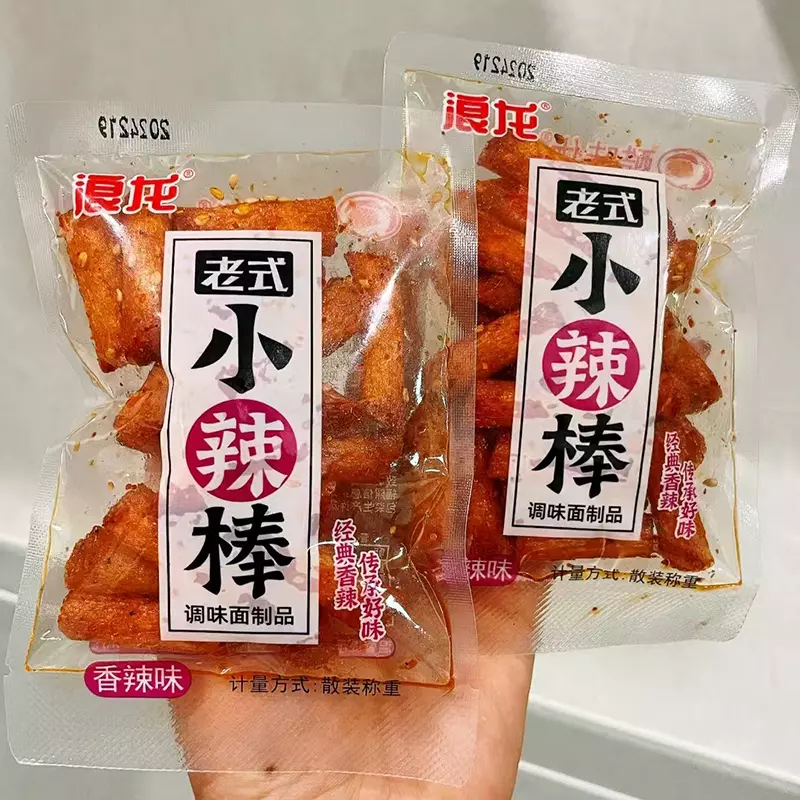 20241219
浪龙®
老式
小
辣
棒
调味面制品
经典香辣
传承好味
香辣味
计量方式:散装称重
20241219
浪龙®
老式
小
辣
棒
调味面制品
经典香辣
传承好味
香辣味
计量方式:散装称重